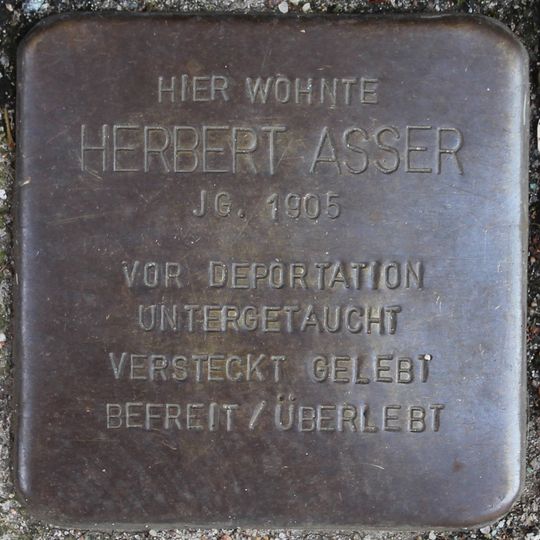 HIER WOHNTE
HERBERT ASSER
JG. 1905
VOR DEPORTATION
UNTERGETAUCHT
VERSTECKT GELEBT
BEFREIT / ÜBERLEBT